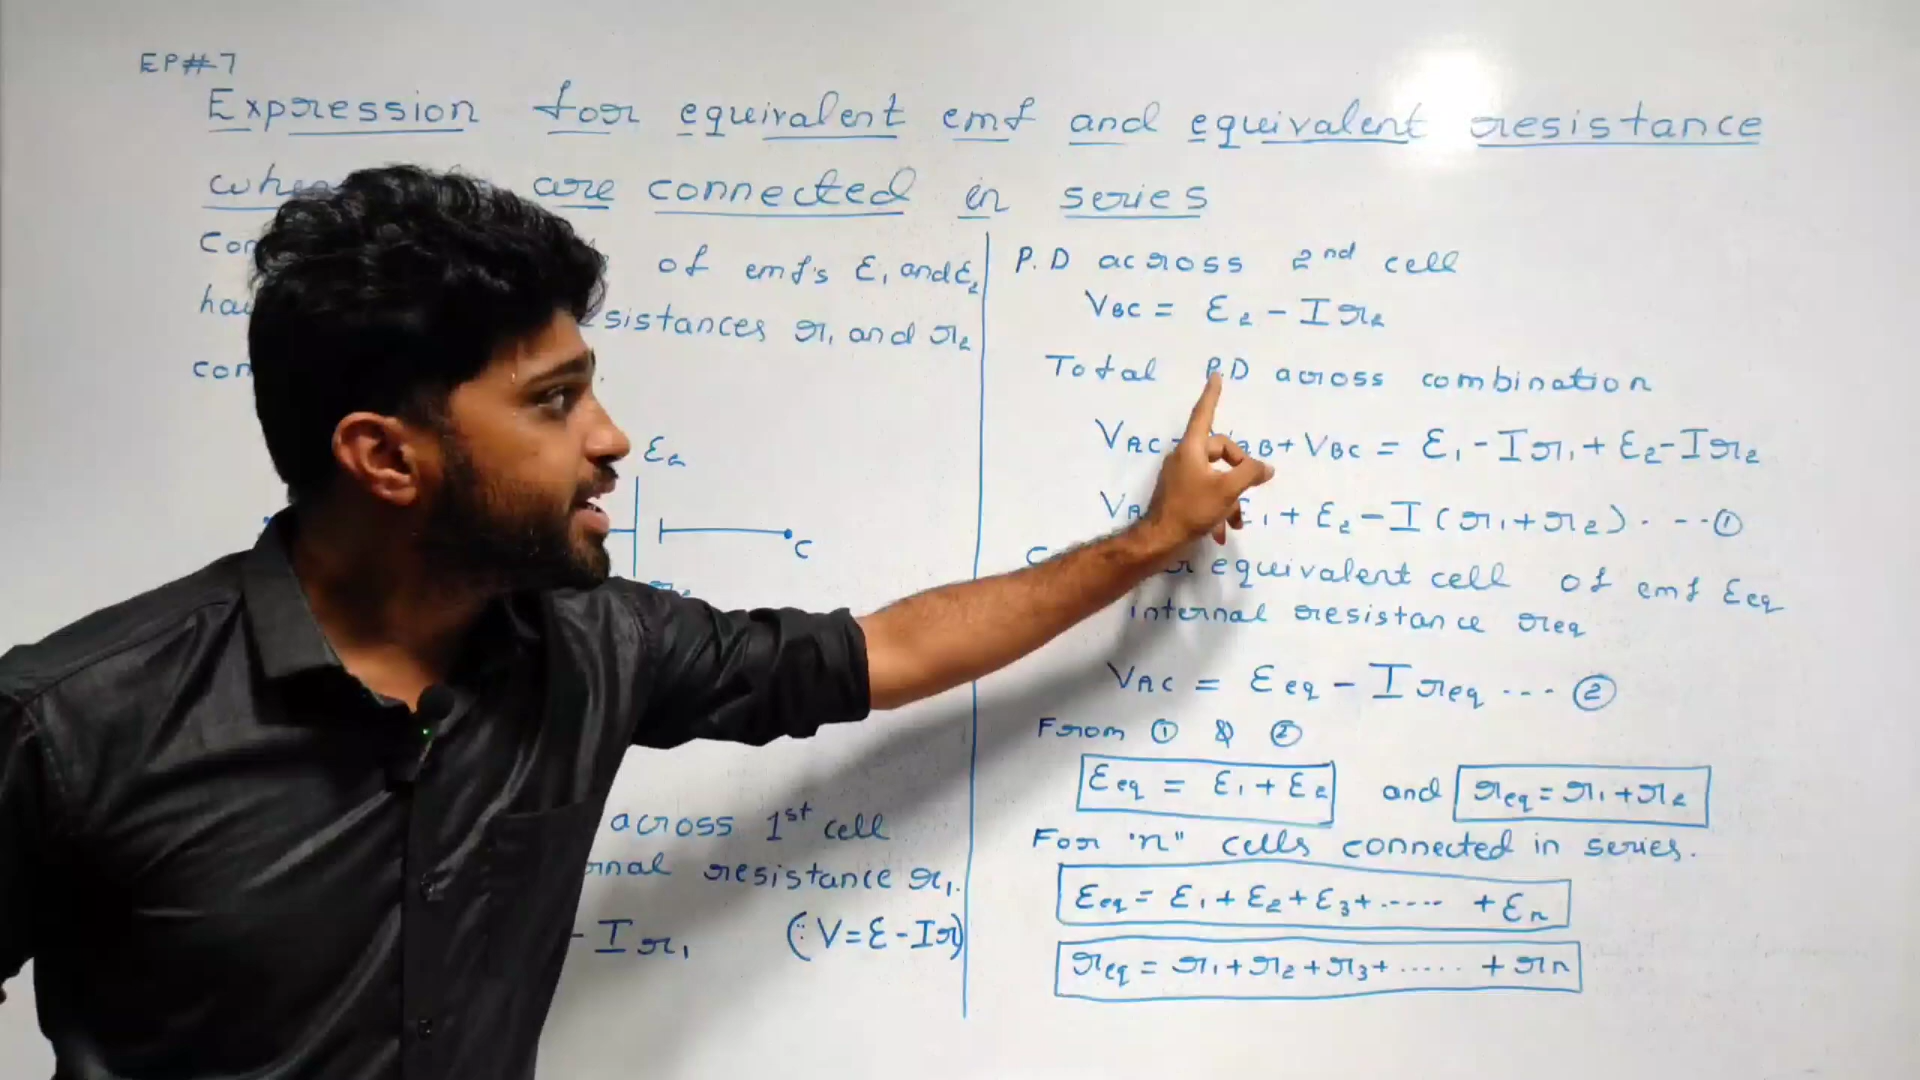 EP#7
Expression for equivalent emf and equivalent resistance
are connected in series
of emf's ε₁ and ε₂
r₁ and r₂
ε₂
C
across 1st cell
resistance r₁.
- Ir₁ (∵ V = ε - Ir)
P.D across 2nd cell
VBC = ε₂ - Ir₂
Total P.D across combination
VAC = VAB + VBC = ε₁ - Ir₁ + ε₂ - Ir₂
ε₁ + ε₂ - I(r₁ + r₂) . - - ①
equivalent cell of emf εeq
internal resistance req
VAC = εeq - Ireq --- ②
From ① & ②
εeq = ε₁ + ε₂ and req = r₁ + r₂
For "n" cells connected in series.
εeq = ε₁ + ε₂ + ε₃ + ...... + εn
req = r₁ + r₂ + r₃ + ...... + rn